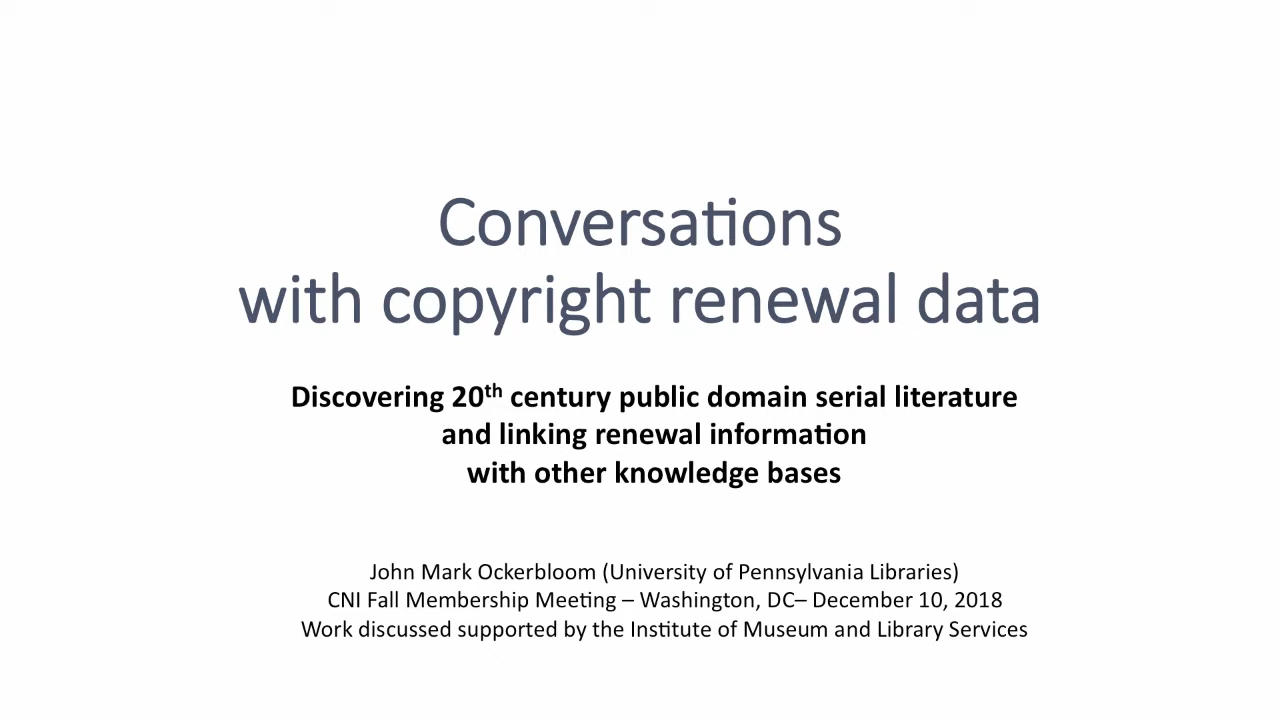 Conversations
with copyright renewal data
Discovering 20th century public domain serial literature
and linking renewal information
with other knowledge bases
John Mark Ockerbloom (University of Pennsylvania Libraries)
CNI Fall Membership Meeting – Washington, DC– December 10, 2018
Work discussed supported by the Institute of Museum and Library Services